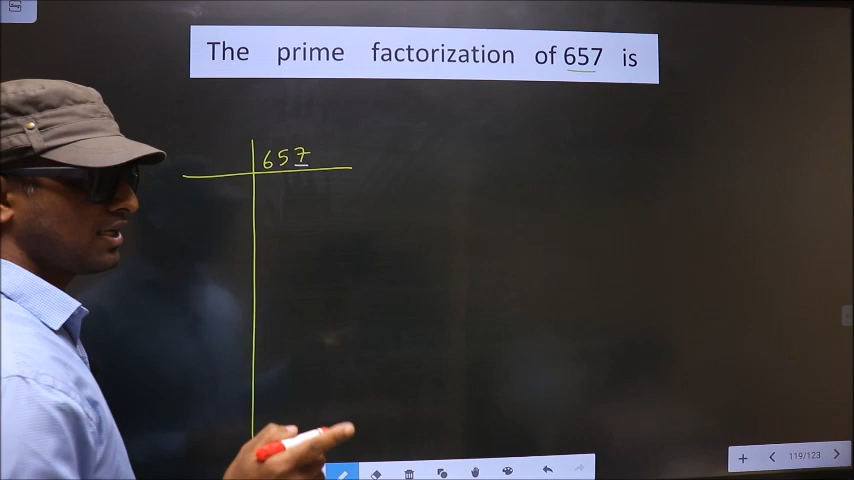 The prime factorization of 657 is
657
119/123